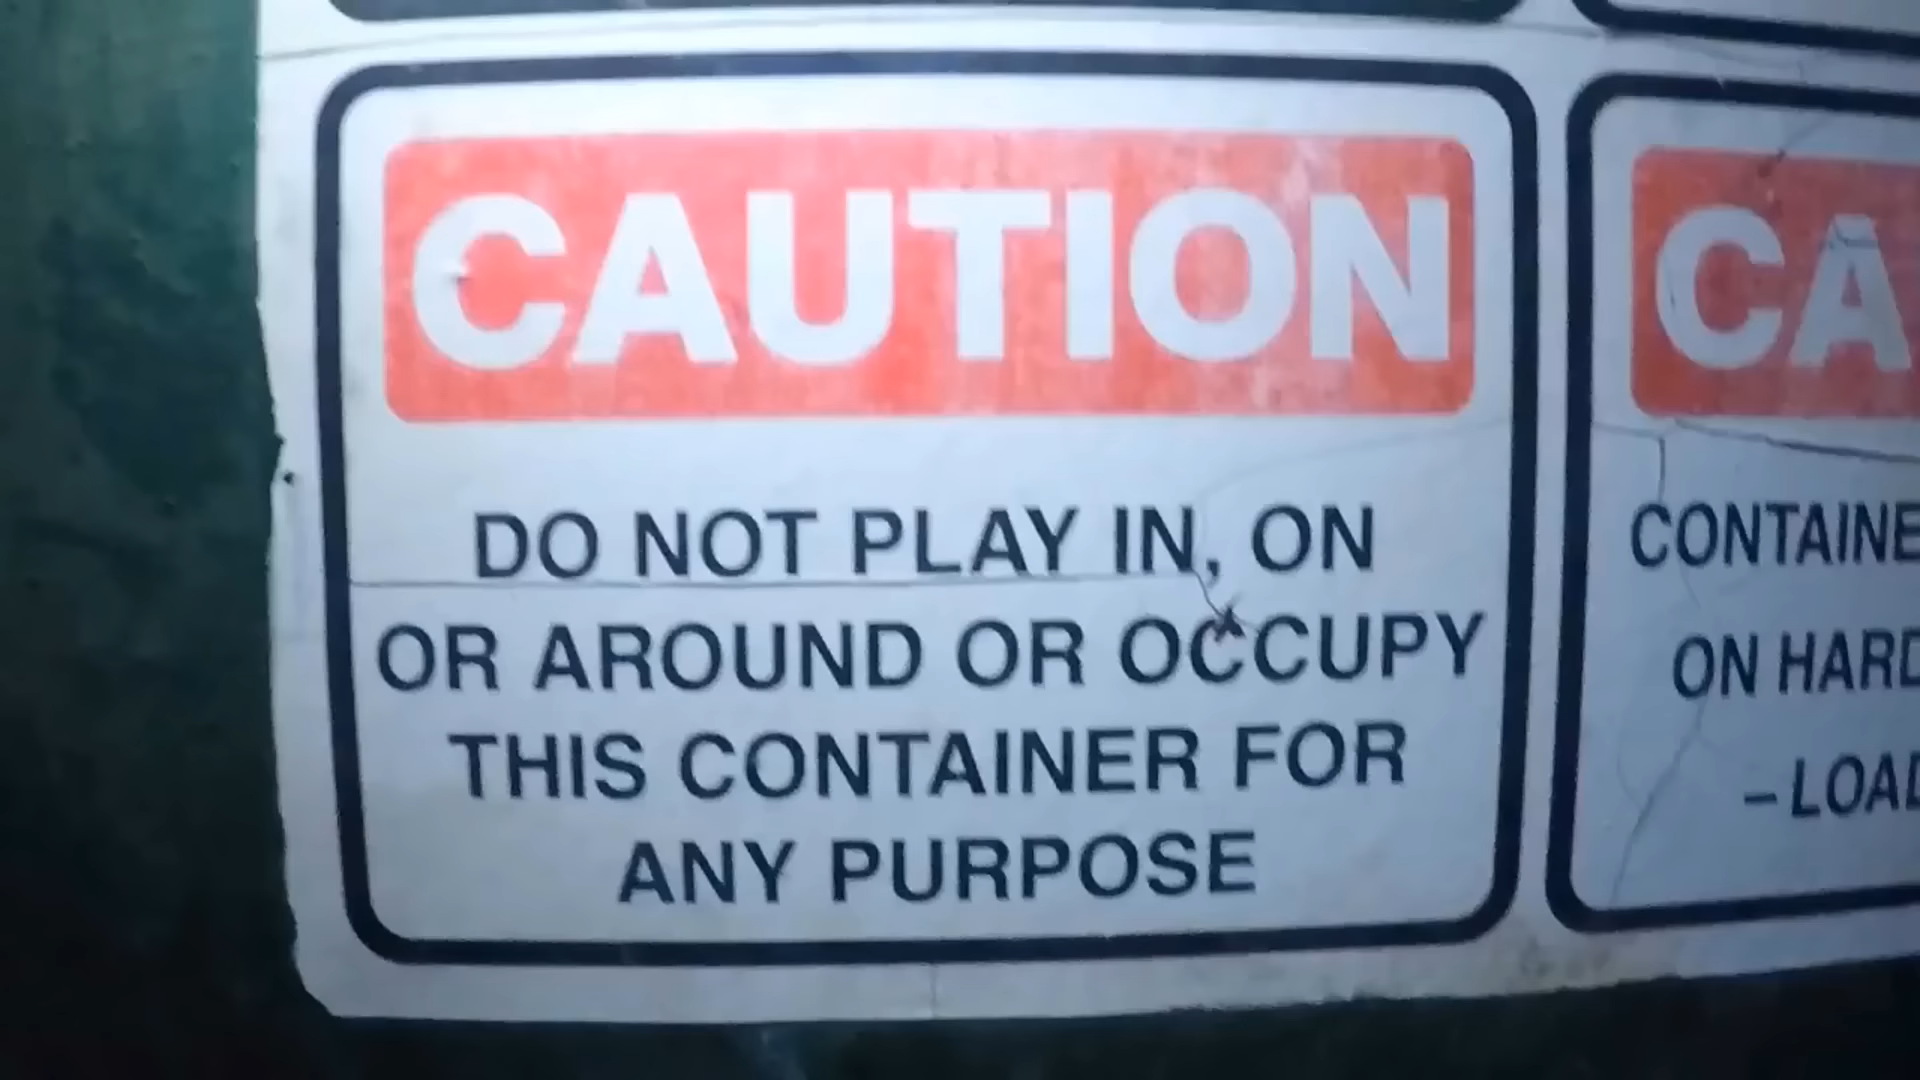 CAUTION
DO NOT PLAY IN, ON
OR AROUND OR OCCUPY
THIS CONTAINER FOR
ANY PURPOSE
CA
CONTAINE
ON HARD
– LOAD